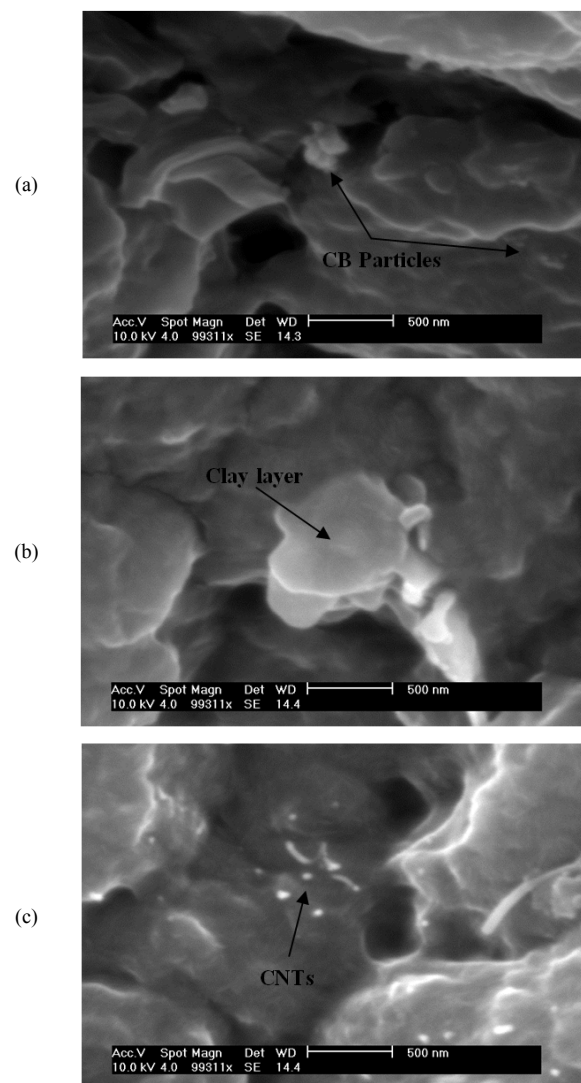 (a)
CB Particles
Acc.V Spot Magn Det WD 500 nm
10.0 kV 4.0 99311x SE 14.3
(b)
Clay layer
Acc.V Spot Magn Det WD 500 nm
10.0 kV 4.0 99311x SE 14.4
(c)
CNTs
Acc.V Spot Magn Det WD 500 nm
10.0 kV 4.0 99311x SE 14.4